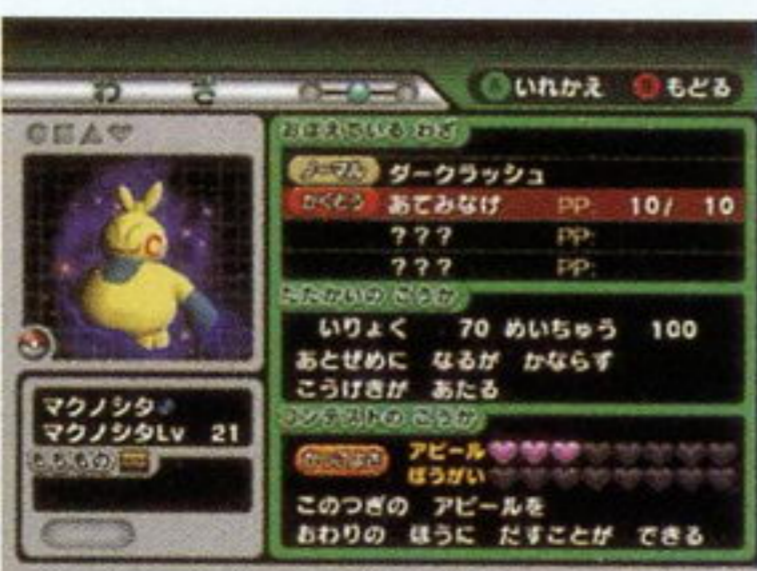 わ ざ
いれかえ もどる
おぼえている わざ
ノーマル ダークラッシュ
かくとう あてみなげ PP: 10/ 10
??? PP:
??? PP:
たたかいの こうか
いりょく 70 めいちゅう 100
あとぜめに なるが かならず
こうげきが あたる
コンテストの こうか
かっこよさ アピール
ぼうがい
このつぎの アピールを
おわりの ほうに だすことが できる
マクノシタ♂
マクノシタLv 21
もちもの